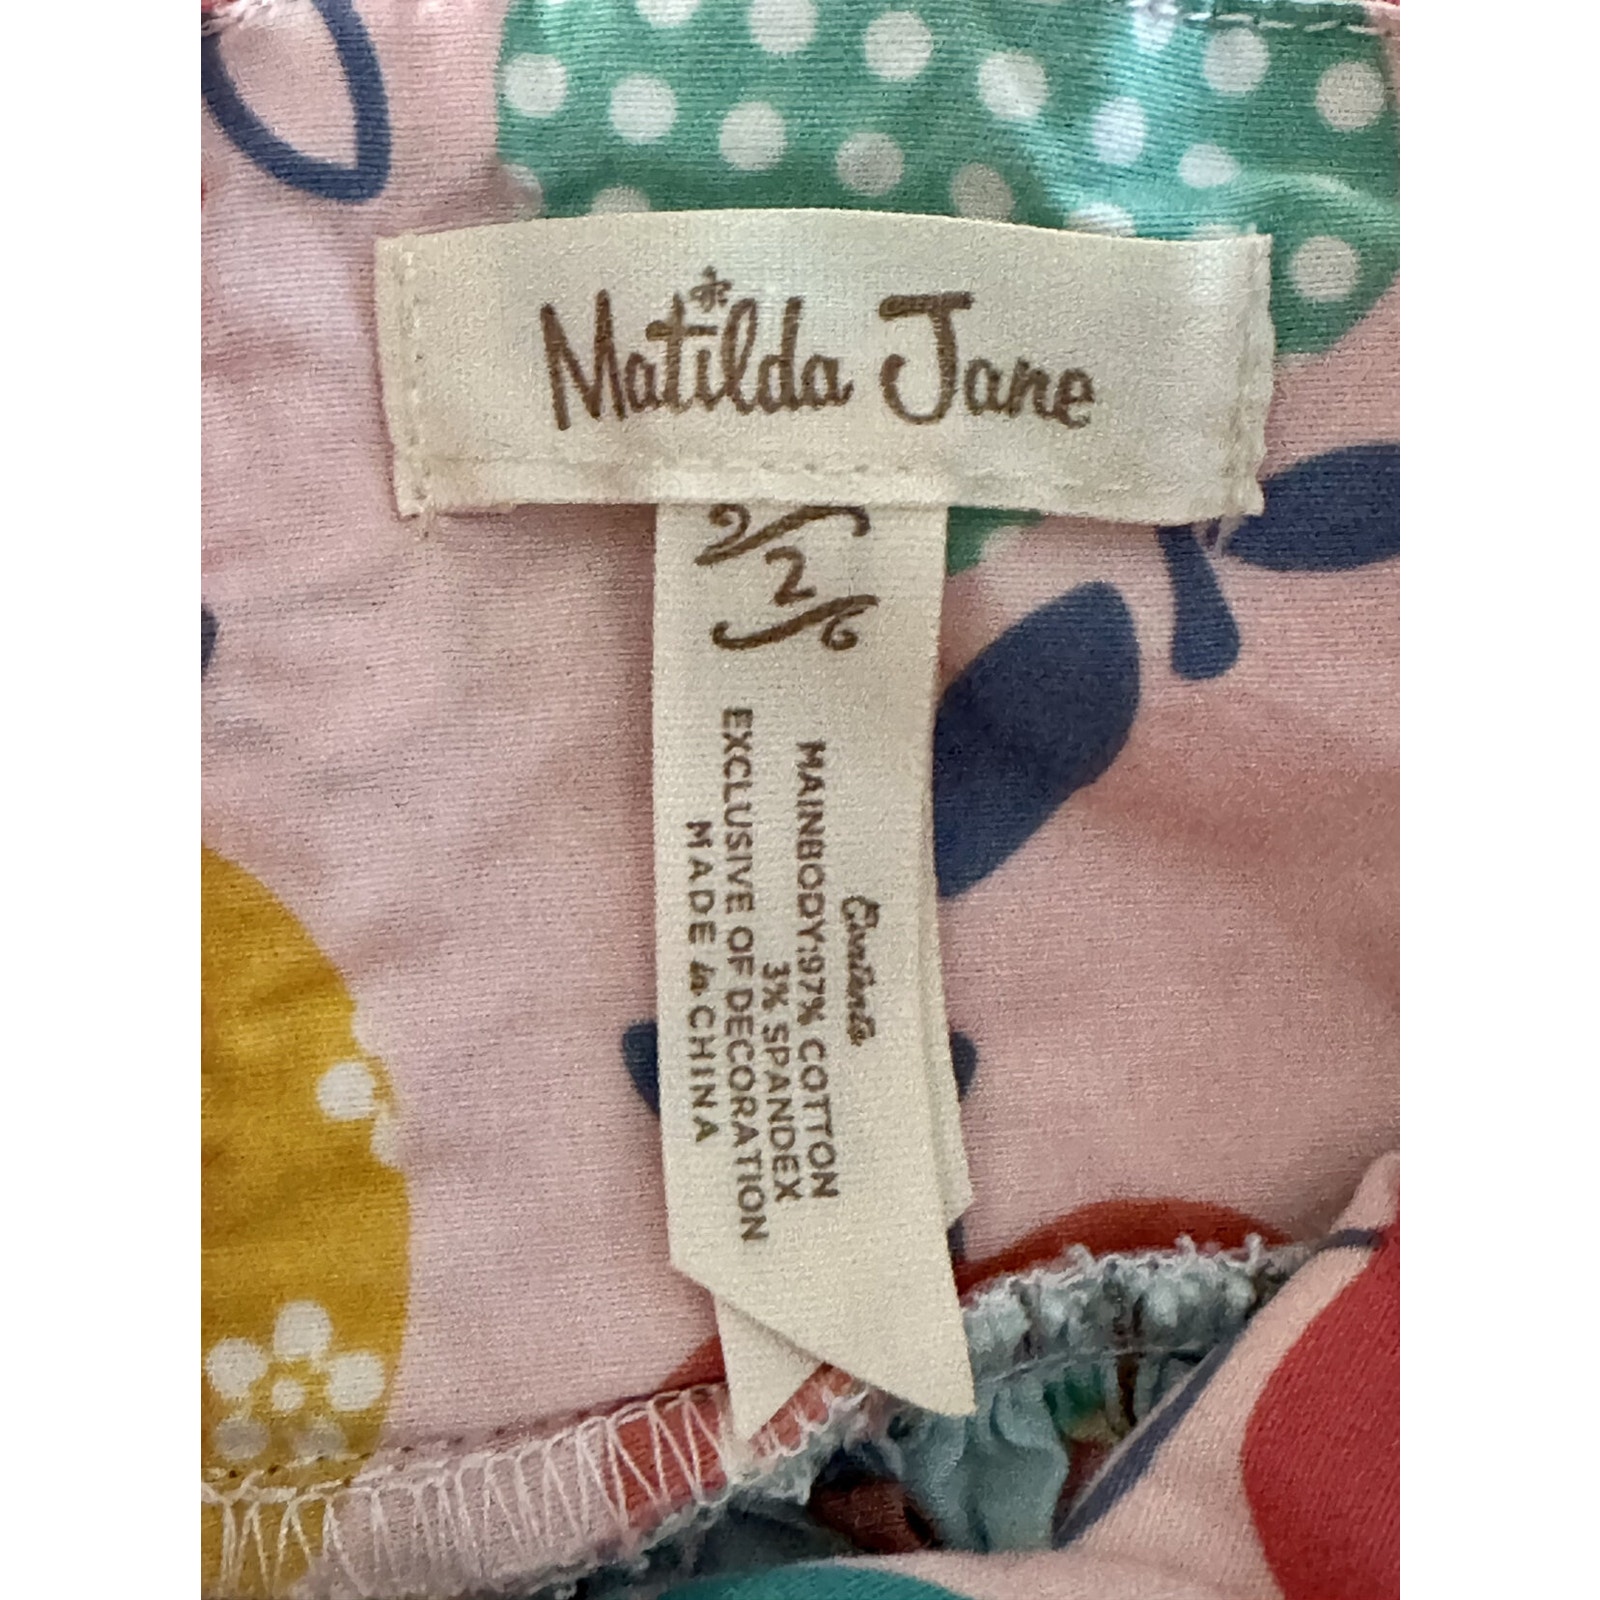 Matilda Jane
2
Contents
MAINBODY:97% COTTON
3% SPANDEX
EXCLUSIVE OF DECORATION
MADE in CHINA